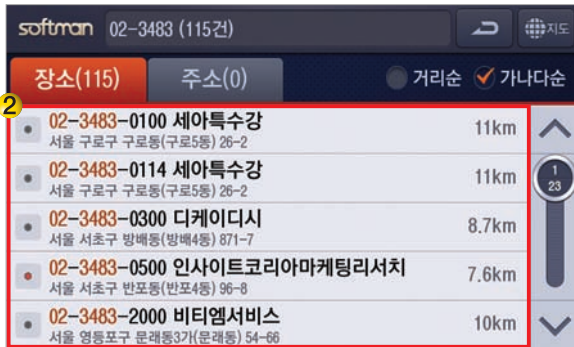 softman 02-3483 (115건) 지도
장소(115) 주소(0) 거리순 가나다순
2
02-3483-0100 세아특수강 11km
서울 구로구 구로동(구로5동) 26-2
02-3483-0114 세아특수강 11km
서울 구로구 구로동(구로5동) 26-2
1
23
02-3483-0300 디케이디시 8.7km
서울 서초구 방배동(방배4동) 871-7
02-3483-0500 인사이트코리아마케팅리서치 7.6km
서울 서초구 반포동(반포4동) 96-8
02-3483-2000 비티엠서비스 10km
서울 영등포구 문래동3가(문래동) 54-66